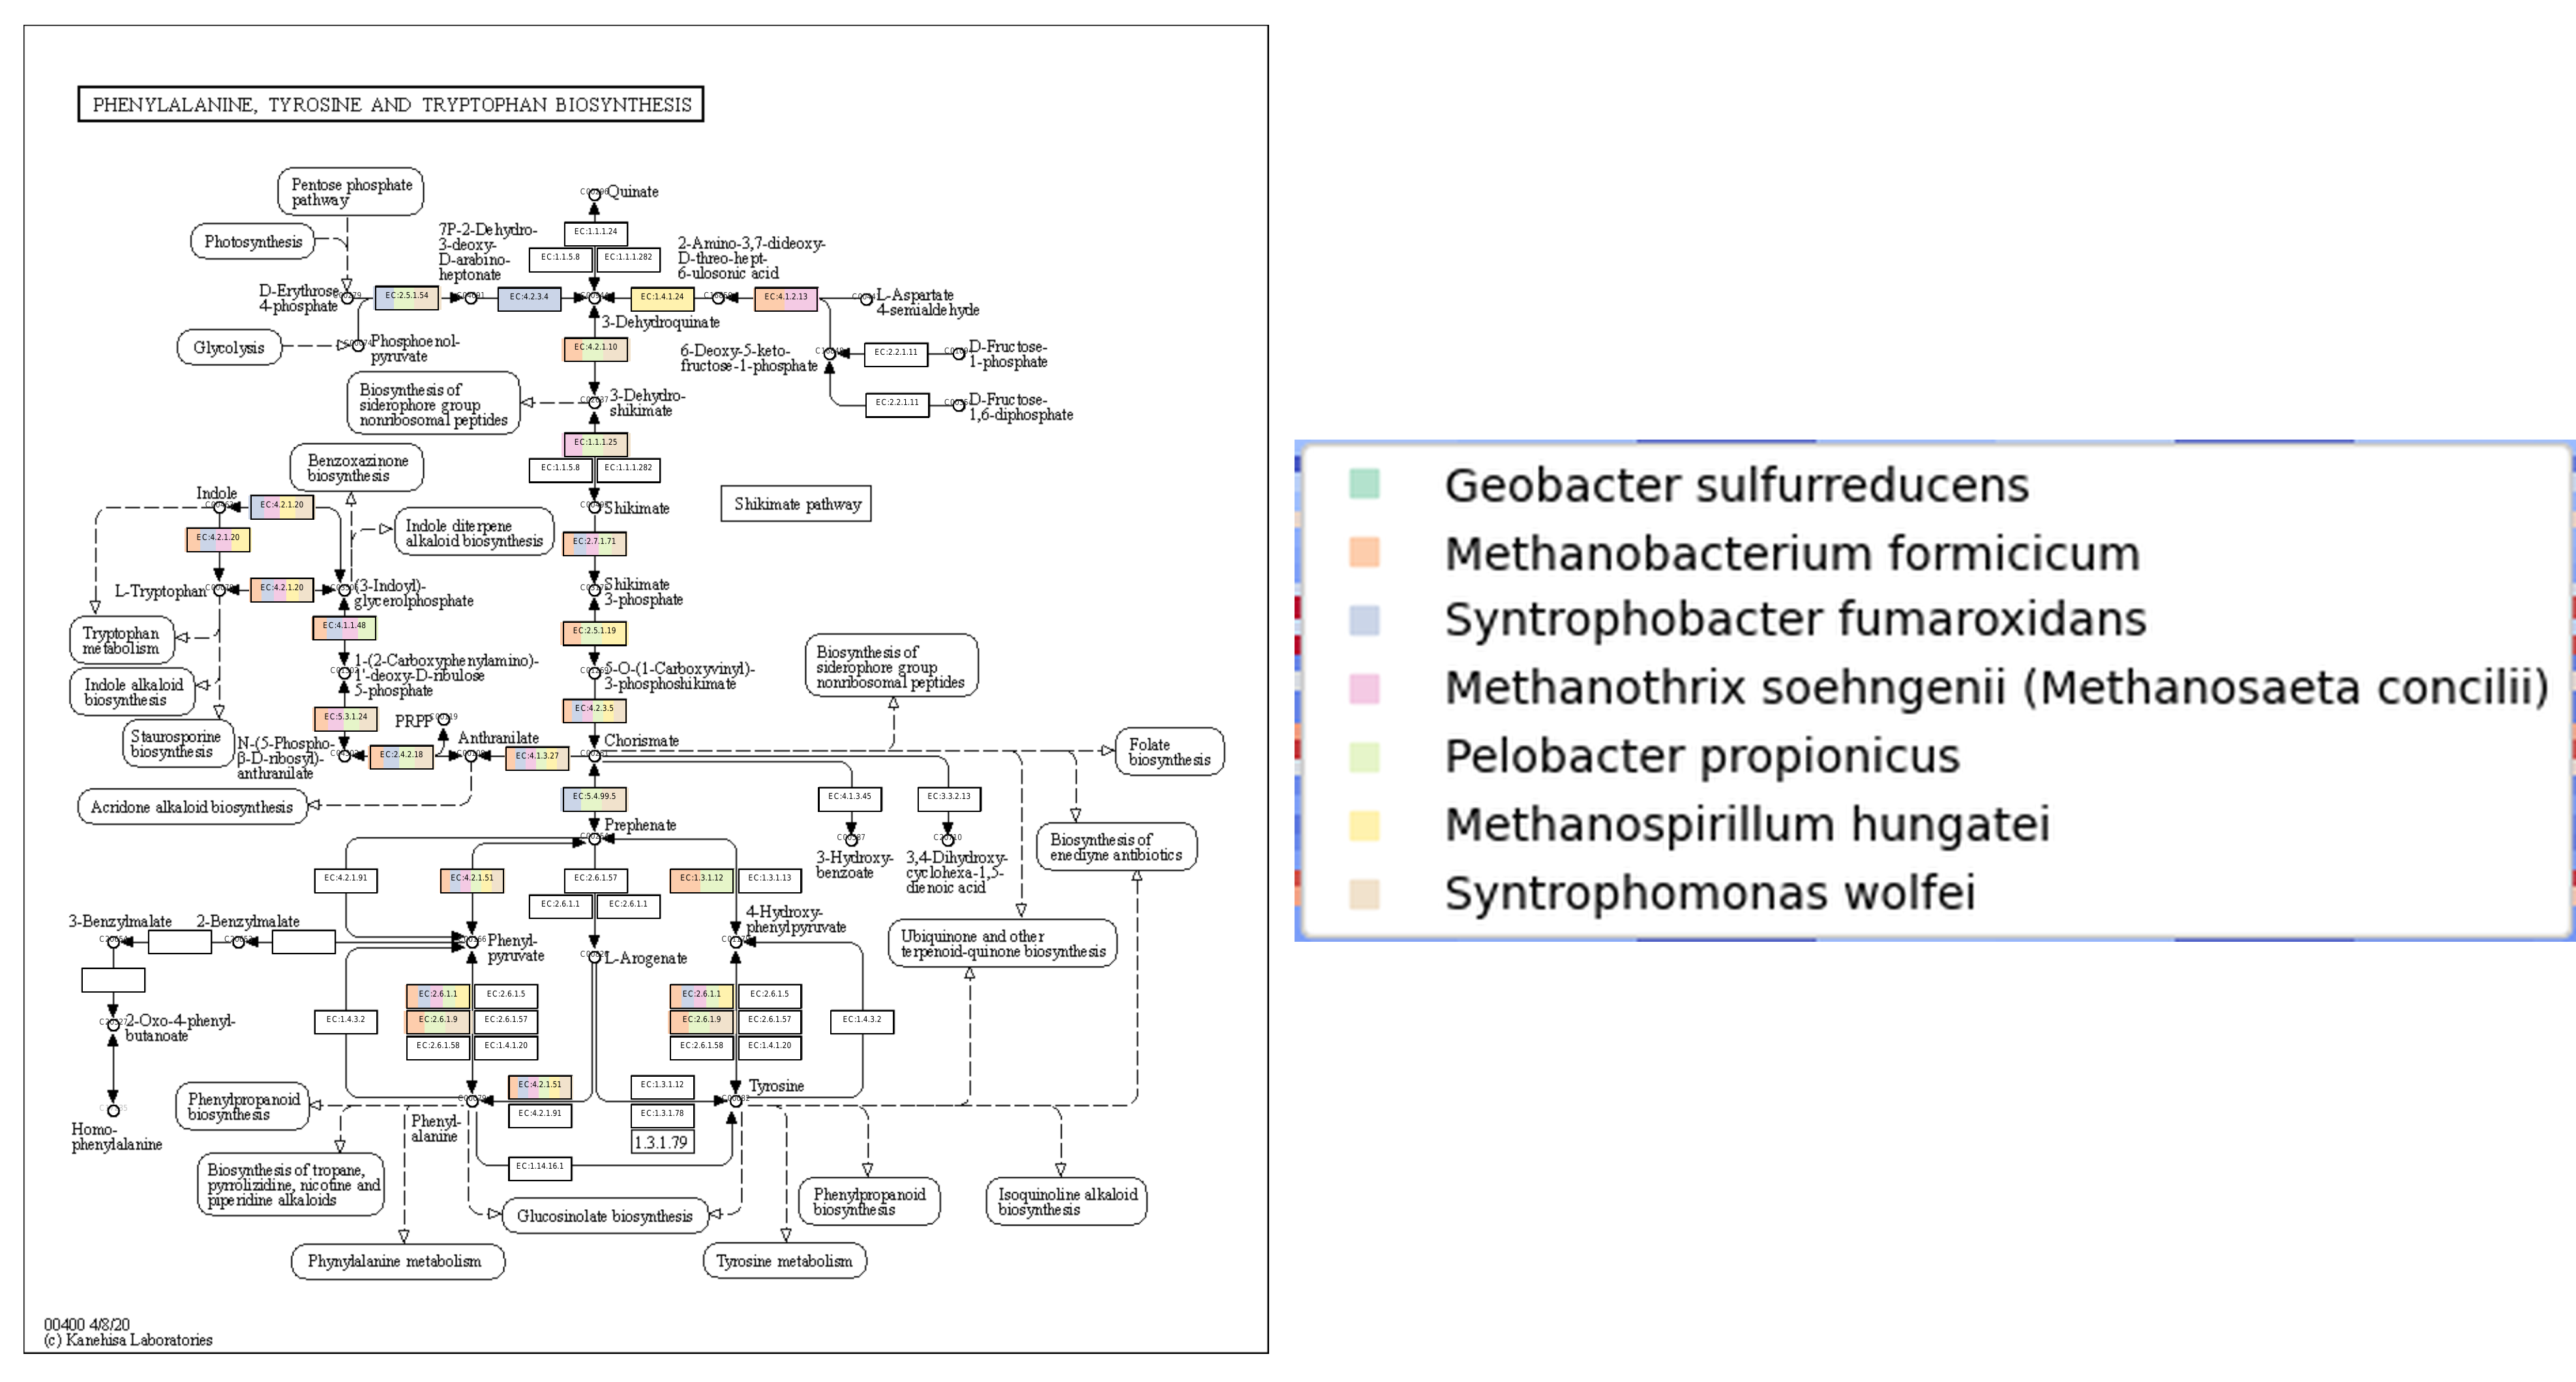 PHENYLALANINE, TYROSINE AND TRYPTOPHAN BIOSYNTHESIS
Pentose phosphate
pathway
Photosynthesis
D-Erythrose
4-phosphate
Glycolysis
Phosphoenol-
pyruvate
EC:2.5.1.54
7P-2-Dehydro-
3-deoxy-
D-arabino-
heptonate
EC:4.2.3.4
Quinate
EC:1.1.1.24
EC:1.1.5.8
EC:1.1.1.282
2-Amino-3,7-dideoxy-
D-threo-hept-
6-ulosonic acid
EC:1.4.1.24
EC:4.1.2.13
L-Aspartate
4-semialdehyde
3-Dehydroquinate
EC:4.2.1.10
6-Deoxy-5-keto-
fructose-1-phosphate
EC:2.2.1.11
D-Fructose-
1-phosphate
EC:2.2.1.11
D-Fructose-
1,6-diphosphate
Biosynthesis of
siderophore group
nonribosomal peptides
3-Dehydro-
shikimate
EC:1.1.1.25
EC:1.1.5.8
EC:1.1.1.282
Benzoxazinone
biosynthesis
Shikimate pathway
Indole
EC:4.2.1.20
EC:4.2.1.20
Indole diterpene
alkaloid biosynthesis
Shikimate
EC:2.7.1.71
L-Tryptophan
EC:4.2.1.20
(3-Indoyl)-
glycerolphosphate
Shikimate
3-phosphate
EC:4.1.1.48
EC:2.5.1.19
Tryptophan
metabolism
Indole alkaloid
biosynthesis
Staurosporine
biosynthesis
1-(2-Carboxyphenylamino)-
1'-deoxy-D-ribulose
5-phosphate
5-O-(1-Carboxyvinyl)-
3-phosphoshikimate
Biosynthesis of
siderophore group
nonribosomal peptides
EC:5.3.1.24
PRPP
EC:4.2.3.5
N-(5-Phospho-
β-D-ribosyl)-
anthranilate
EC:2.4.2.18
Anthranilate
EC:4.1.3.27
Chorismate
Folate
biosynthesis
Acridone alkaloid biosynthesis
EC:5.4.99.5
EC:4.1.3.45
EC:3.3.2.13
Prephenate
3-Hydroxy-
benzoate
3,4-Dihydroxy-
cyclohexa-1,5-
dienoic acid
Biosynthesis of
enediyne antibiotics
EC:4.2.1.91
EC:4.2.1.51
EC:2.6.1.57
EC:2.6.1.1
EC:2.6.1.1
EC:1.3.1.12
EC:1.3.1.13
3-Benzylmalate
2-Benzylmalate
Phenyl-
pyruvate
L-Arogenate
4-Hydroxy-
phenylpyruvate
Ubiquinone and other
terpenoid-quinone biosynthesis
2-Oxo-4-phenyl-
butanoate
EC:1.4.3.2
EC:2.6.1.1
EC:2.6.1.5
EC:2.6.1.9
EC:2.6.1.57
EC:2.6.1.58
EC:1.4.1.20
EC:2.6.1.1
EC:2.6.1.5
EC:2.6.1.9
EC:2.6.1.57
EC:2.6.1.58
EC:1.4.1.20
EC:1.4.3.2
Homo-
phenylalanine
Phenylpropanoid
biosynthesis
Phenyl-
alanine
EC:4.2.1.51
EC:4.2.1.91
EC:1.3.1.12
EC:1.3.1.78
1.3.1.79
Tyrosine
EC:1.14.16.1
Biosynthesis of tropane,
pyrrolizidine, nicotine and
piperidine alkaloids
Glucosinolate biosynthesis
Phenylpropanoid
biosynthesis
Isoquinoline alkaloid
biosynthesis
Phynylalanine metabolism
Tyrosine metabolism
00400 4/8/20
(c) Kanehisa Laboratories
Geobacter sulfurreducens
Methanobacterium formicicum
Syntrophobacter fumaroxidans
Methanothrix soehngenii (Methanosaeta concilii)
Pelobacter propionicus
Methanospirillum hungatei
Syntrophomonas wolfei